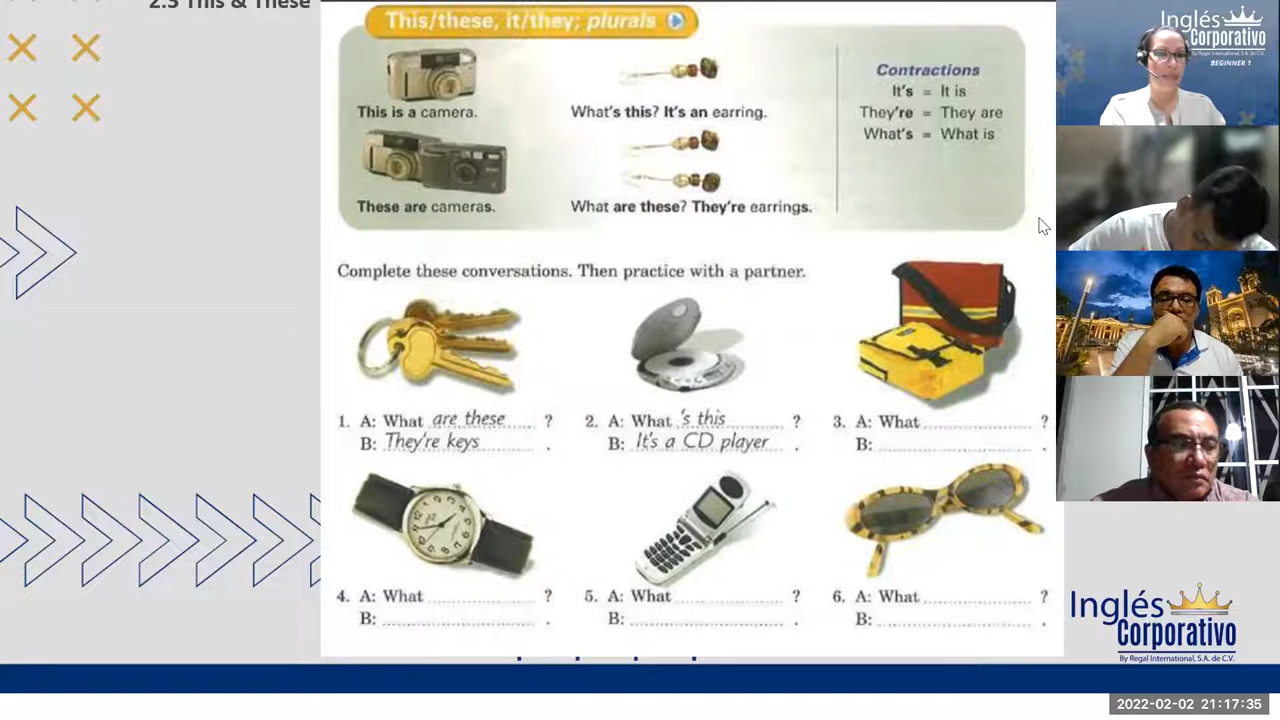 2.3 This & These
This/these, it/they; plurals
This is a camera.
What's this? It's an earring.
These are cameras.
What are these? They're earrings.
Contractions
It's = It is
They're = They are
What's = What is
Complete these conversations. Then practice with a partner.
1. A: What are these ?
B: They're keys .
2. A: What 's this ?
B: It's a CD player .
3. A: What ?
B: .
4. A: What ?
B: .
5. A: What ?
B: .
6. A: What ?
B: .
Inglés
Corporativo
By Regal International, S.A. de C.V.
BEGINNER 1
Inglés
Corporativo
By Regal International, S.A. de C.V.
2022-02-02 21:17:35